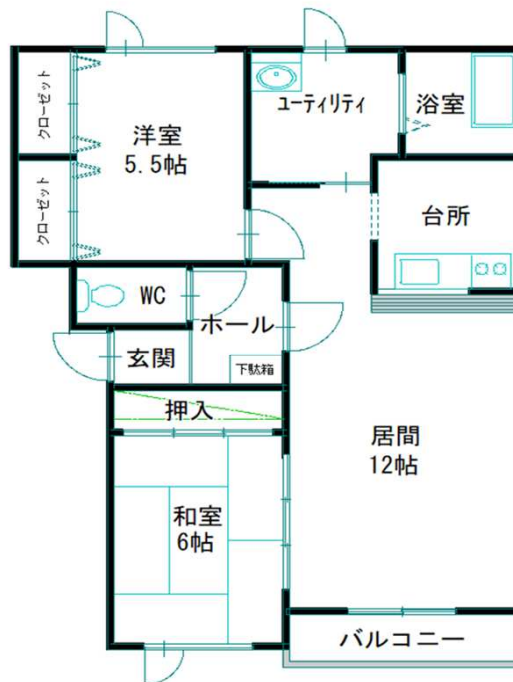 クローゼット
洋室
5.5帖
ユーティリティ
浴室
クローゼット
台所
WC
ホール
玄関
下駄箱
押入
居間
12帖
和室
6帖
バルコニー